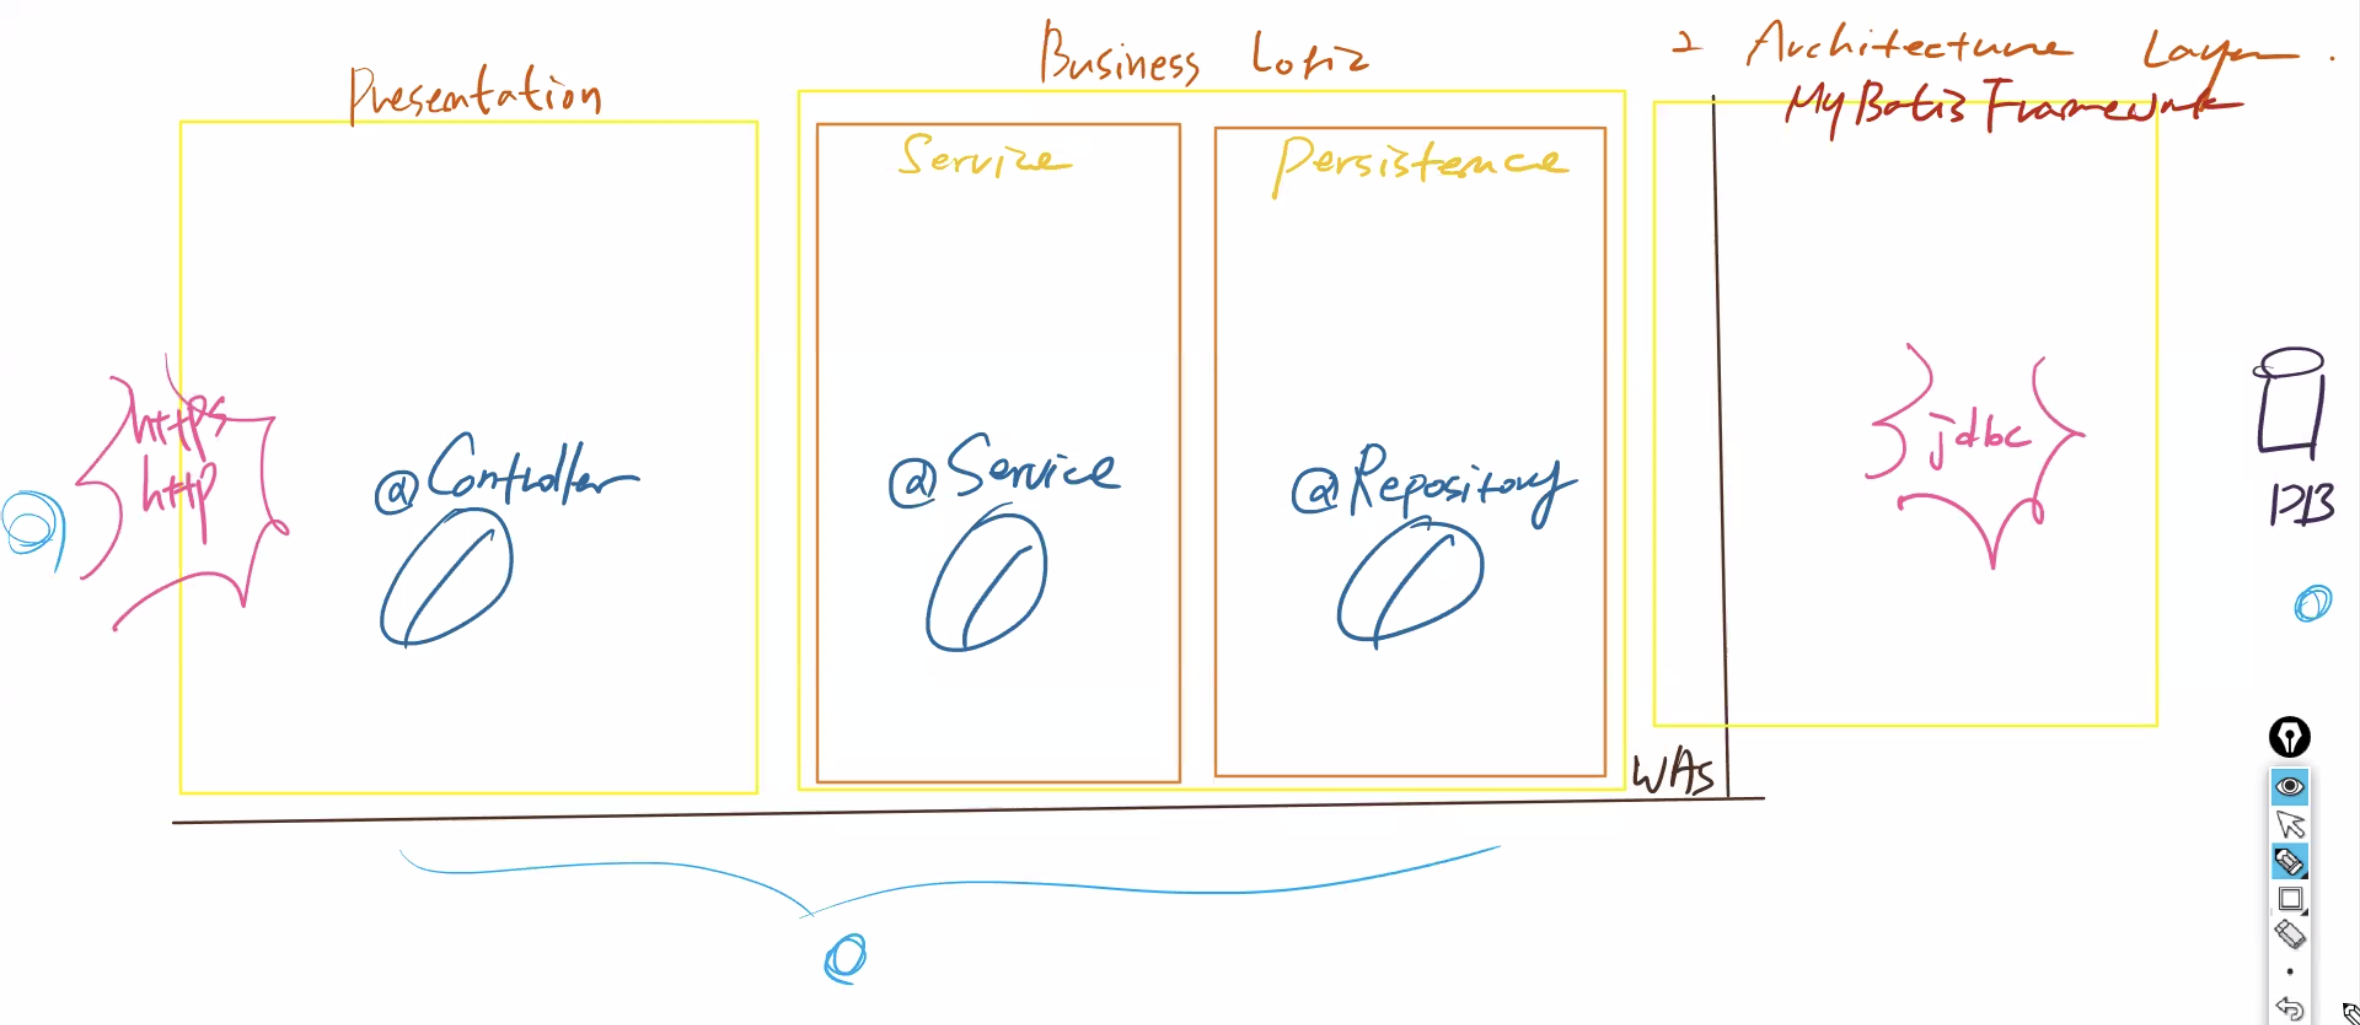 2 Architecture Layer.
Presentation
Business Logic
MyBatis Framework
Service
Persistence
https
http
@Controller
@Service
@Repository
jdbc
DB
WAS